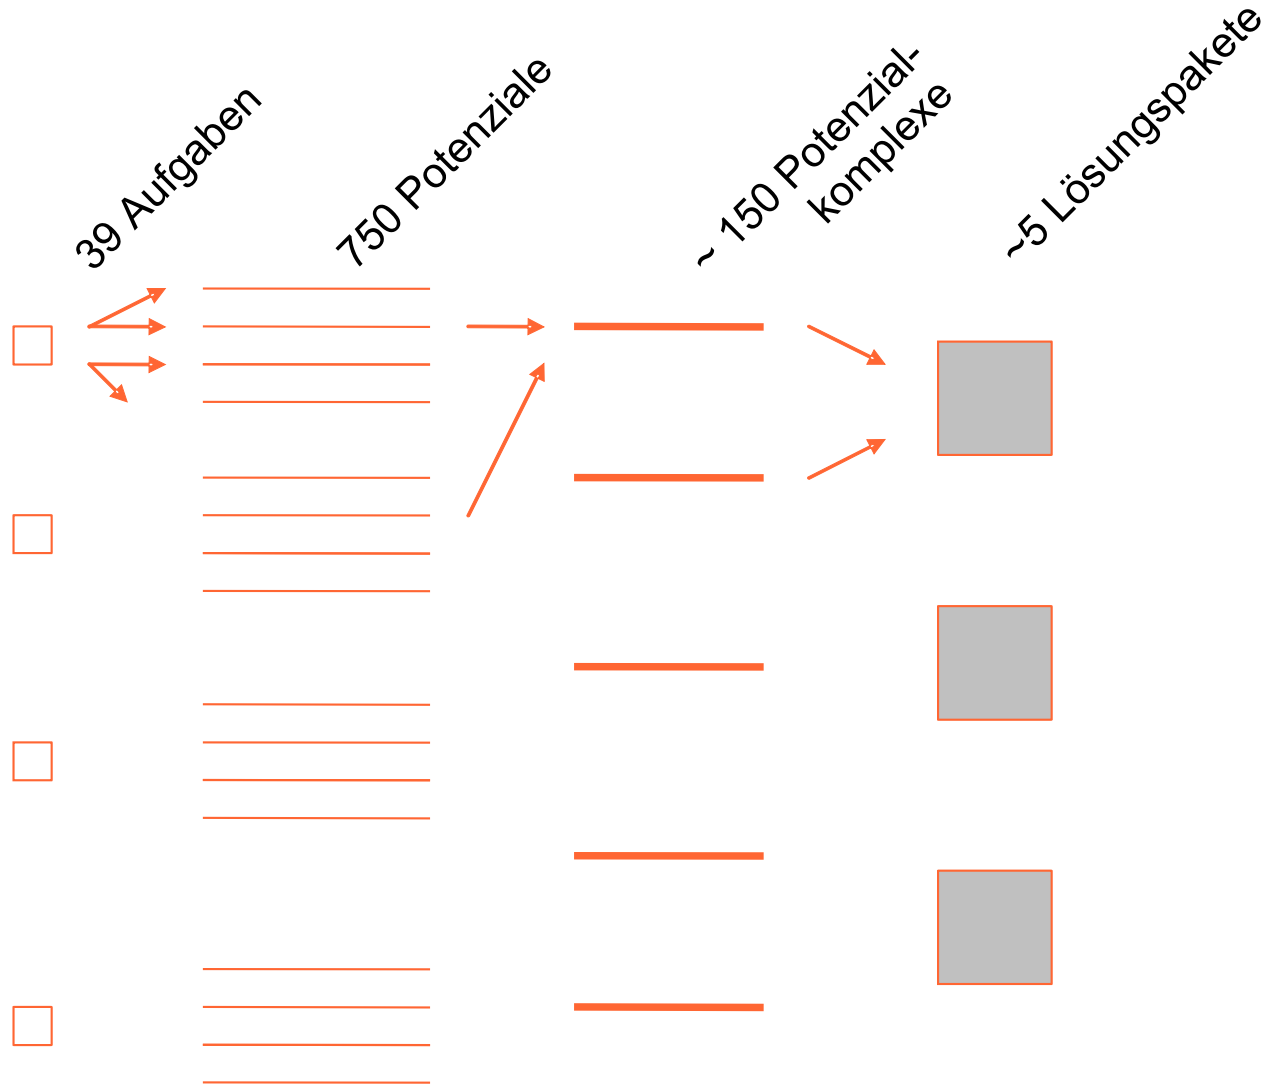 39 Aufgaben
750 Potenziale
~ 150 Potenzial-
komplexe
~5 Lösungspakete